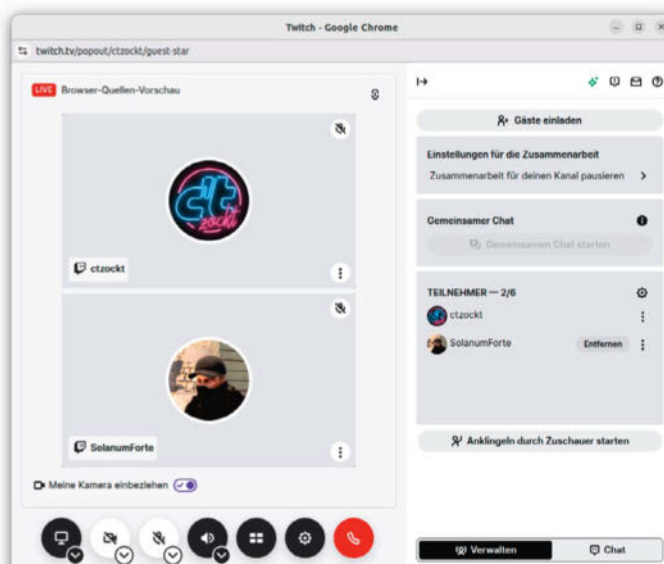 Twitch - Google Chrome
twitch.tv/popout/ctzockt/guest-star
LIVE Browser-Quellen-Vorschau
c't
zockt
ctzockt
SolanumForte
Meine Kamera einbeziehen
Gäste einladen
Einstellungen für die Zusammenarbeit
Zusammenarbeit für deinen Kanal pausieren
Gemeinsamer Chat
Gemeinsamen Chat starten
TEILNEHMER — 2/6
ctzockt
SolanumForte Entfernen
Anklingeln durch Zuschauer starten
Verwalten Chat